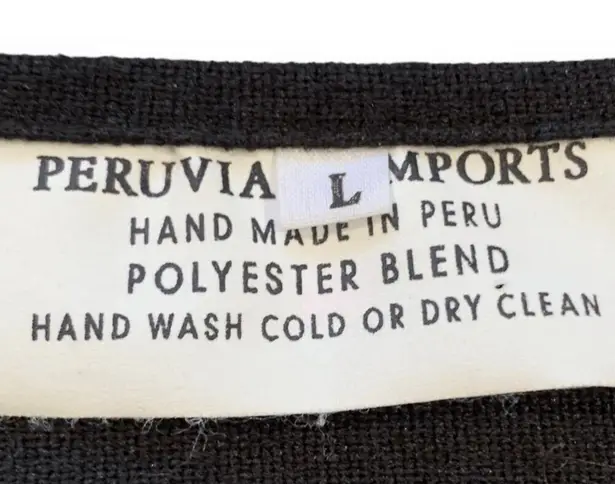 PERUVIA L MPORTS
HAND MADE IN PERU
POLYESTER BLEND
HAND WASH COLD OR DRY CLEAN